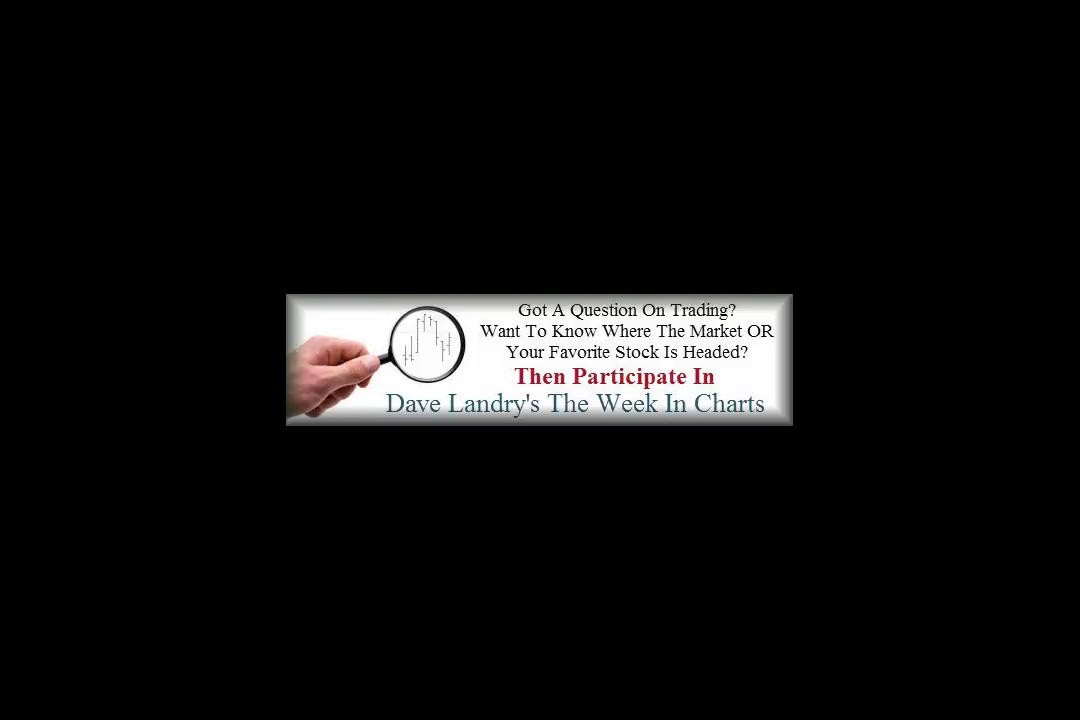 Got A Question On Trading?
Want To Know Where The Market OR
Your Favorite Stock Is Headed?
Then Participate In
Dave Landry's The Week In Charts